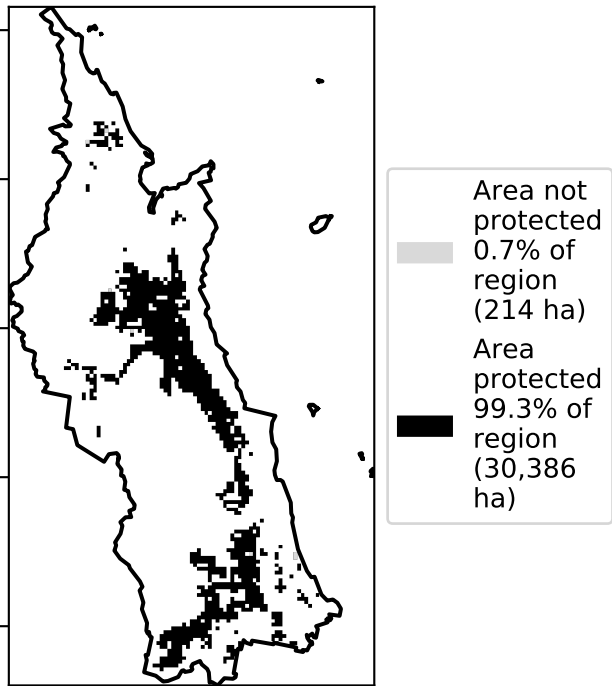 Area not
protected
0.7% of
region
(214 ha)
Area
protected
99.3% of
region
(30,386
ha)